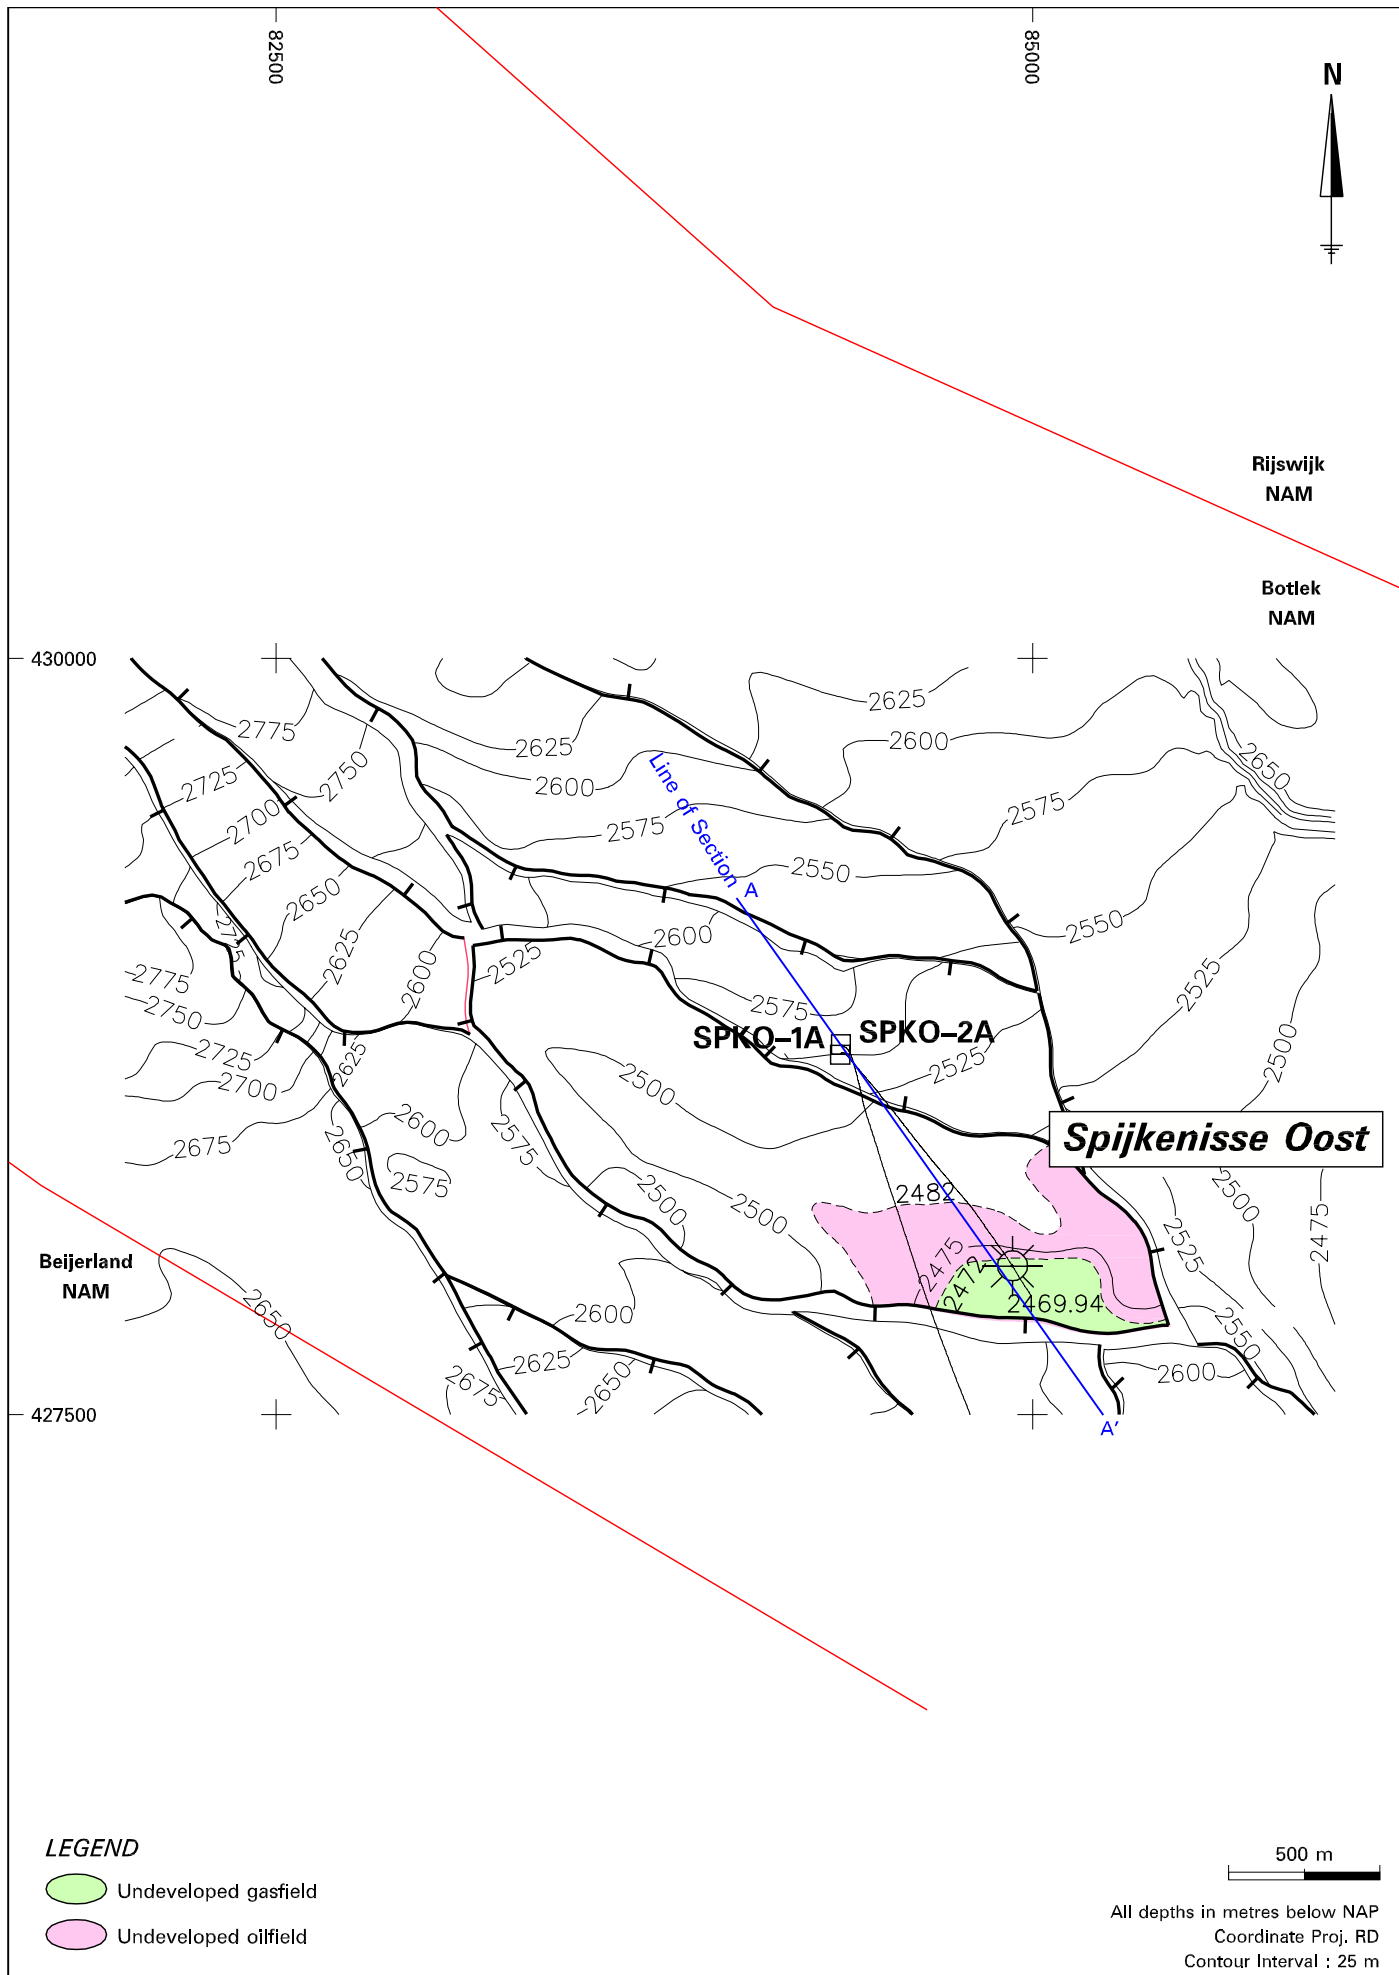 82500
85000
N
Rijswijk
NAM
Botlek
NAM
430000
2625
2775
2625
2600
2750
2650
2725
2600
2575
2700
2575
2675
2550
Line of Section A
2650
2550
2775
2600
2625
2525
2600
2525
2775
2575
2750
SPKO-1A
SPKO-2A
2500
2725
2625
2525
2700
2500
2600
2575
2675
2650
Spijkenisse Oost
2575
2482
2500
2500
2500
2475
2525
2475
Beijerland
NAM
2472
2650
2469.94
2600
2550
2625
2600
2675
2650
427500
A'
LEGEND
Undeveloped gasfield
Undeveloped oilfield
500 m
All depths in metres below NAP
Coordinate Proj. RD
Contour Interval : 25 m